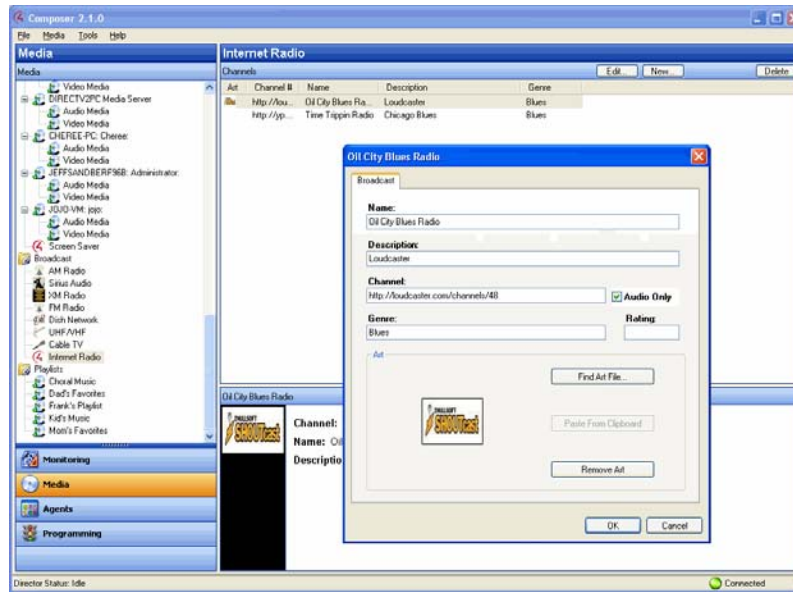 Composer 2.1.0
File Media Tools Help
Media
Media
Video Media
DIRECTV2PC Media Server
Audio Media
Video Media
CHEREE-PC: Cheree:
Audio Media
Video Media
JEFFSANDBERF96B: Administrator:
Audio Media
Video Media
JOJO-VM: jojo:
Audio Media
Video Media
Screen Saver
Broadcast
AM Radio
Sirius Audio
XM Radio
FM Radio
Dish Network
UHF/VHF
Cable TV
Internet Radio
Playlists
Choral Music
Dad's Favorites
Frank's Playlist
Kid's Music
Mom's Favorites
Monitoring
Media
Agents
Programming
Internet Radio
Channels Edit... New... Delete
Art Channel # Name Description Genre
http://lou... Oil City Blues Ra... Loudcaster Blues
http://yp... Time Trippin Radio Chicago Blues Blues
Oil City Blues Radio
NULLSOFT
SHOUTcast
Channel:
Name: Oil
Descriptio
Oil City Blues Radio
Broadcast
Name:
Oil City Blues Radio
Description:
Loudcaster
Channel:
http://loudcaster.com/channels/48 Audio Only
Genre: Rating:
Blues
Art
Find Art File...
NULLSOFT
SHOUTcast
Paste From Clipboard
Remove Art
OK Cancel
Director Status: Idle
Connected